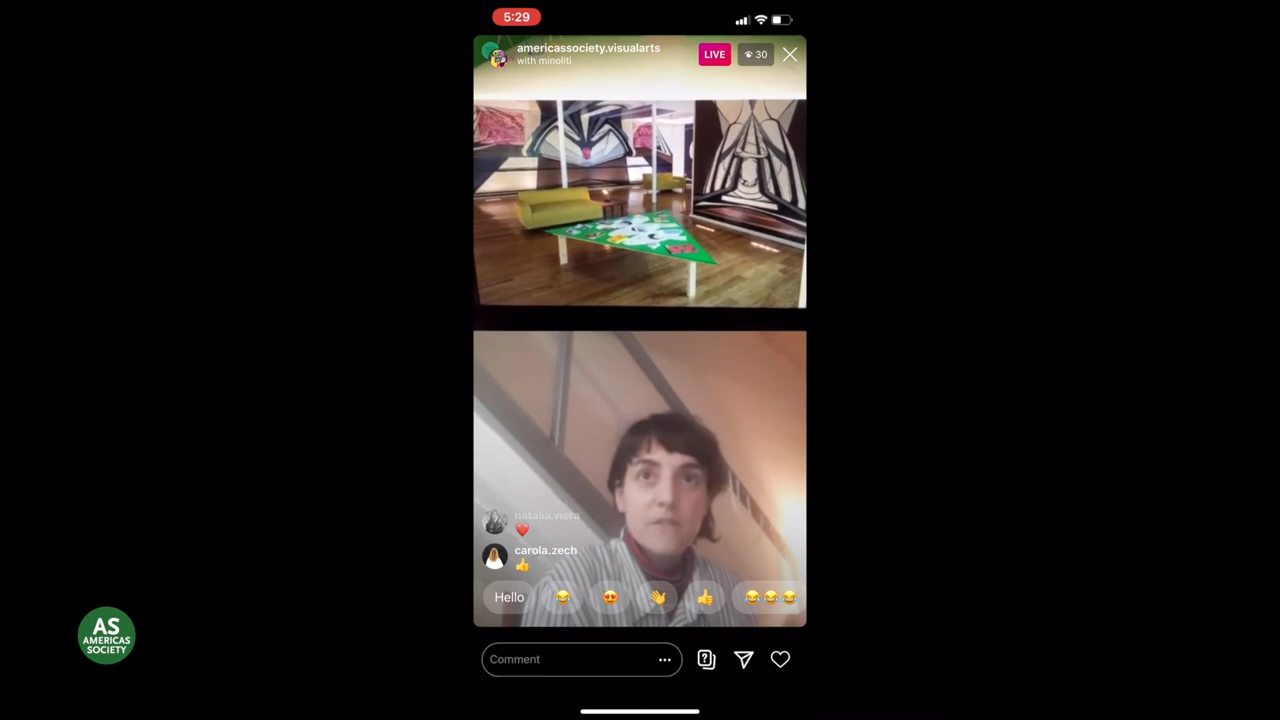 5:29
americassociety.visualarts
with minoliti
LIVE
30
natalia.viera
carola.zech
Hello
Comment
AS
AMERICAS
SOCIETY